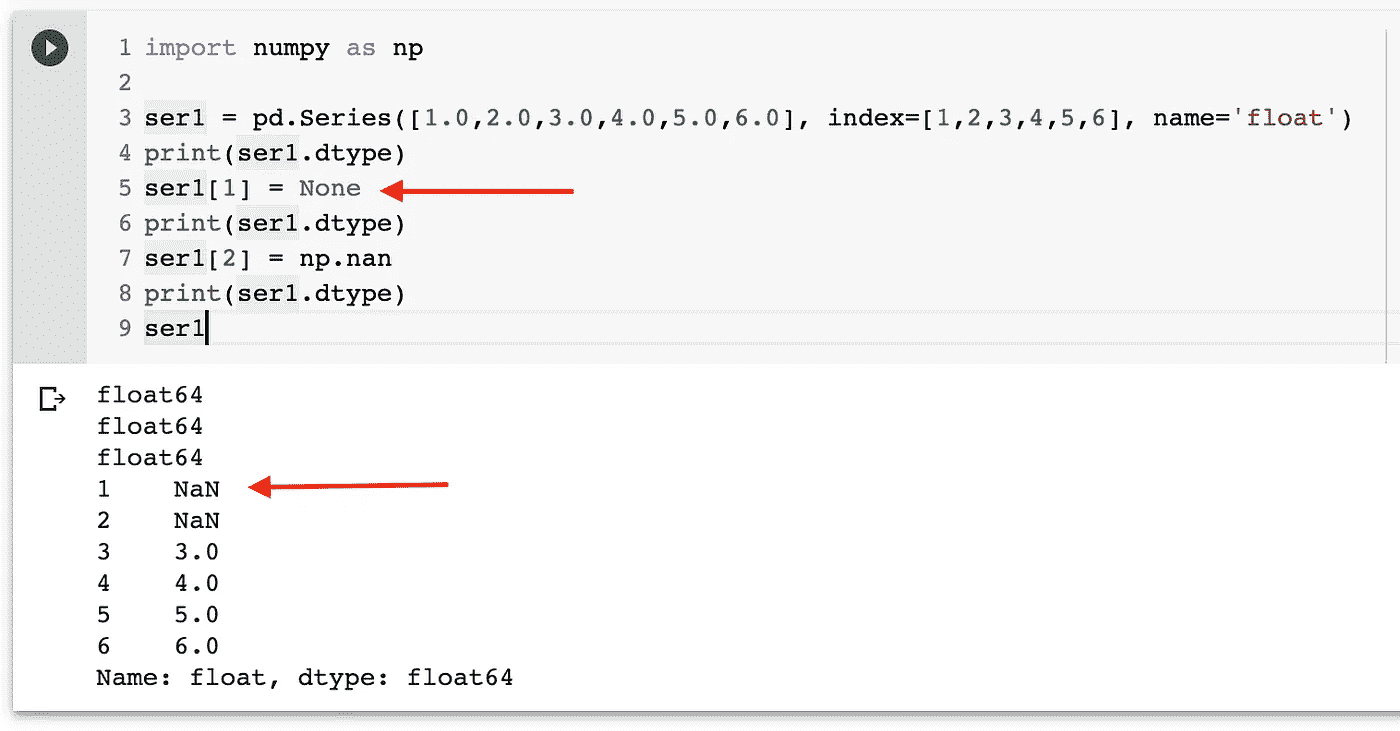 1 import numpy as np
2
3 ser1 = pd.Series([1.0,2.0,3.0,4.0,5.0,6.0], index=[1,2,3,4,5,6], name='float')
4 print(ser1.dtype)
5 ser1[1] = None
6 print(ser1.dtype)
7 ser1[2] = np.nan
8 print(ser1.dtype)
9 ser1
float64
float64
float64
1    NaN
2    NaN
3    3.0
4    4.0
5    5.0
6    6.0
Name: float, dtype: float64